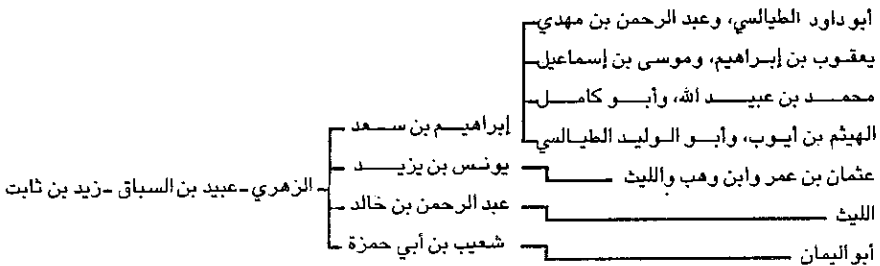 أبو داود الطيالسي، وعبد الرحمن بن مهدي
يعقوب بن إبراهيم، وموسى بن إسماعيل
محمد بن عبيد الله، وأبو كامل
الهيثم بن أيوب، وأبو الوليد الطيالسي
إبراهيم بن سعد
يونس بن يزيد
عثمان بن عمر وابن وهب والليث
الزهري - عبيد بن السباق - زيد بن ثابت
عبد الرحمن بن خالد
الليث
شعيب بن أبي حمزة
أبو اليمان